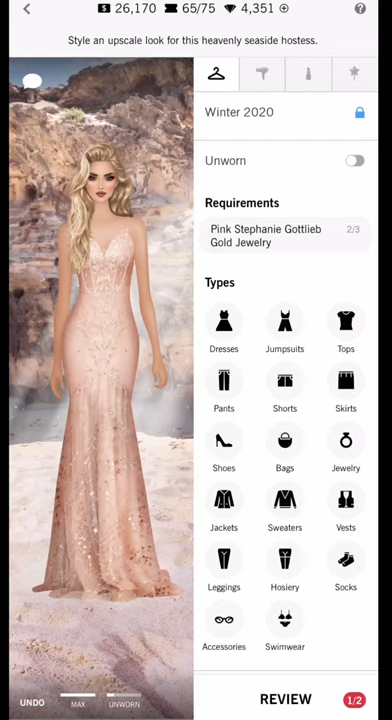 26,170 65/75 4,351
Style an upscale look for this heavenly seaside hostess.
Winter 2020
Unworn
Requirements
Pink Stephanie Gottlieb 2/3
Gold Jewelry
Types
Dresses Jumpsuits Tops
Pants Shorts Skirts
Shoes Bags Jewelry
Jackets Sweaters Vests
Leggings Hosiery Socks
Accessories Swimwear
UNDO MAX UNWORN
REVIEW 1/2